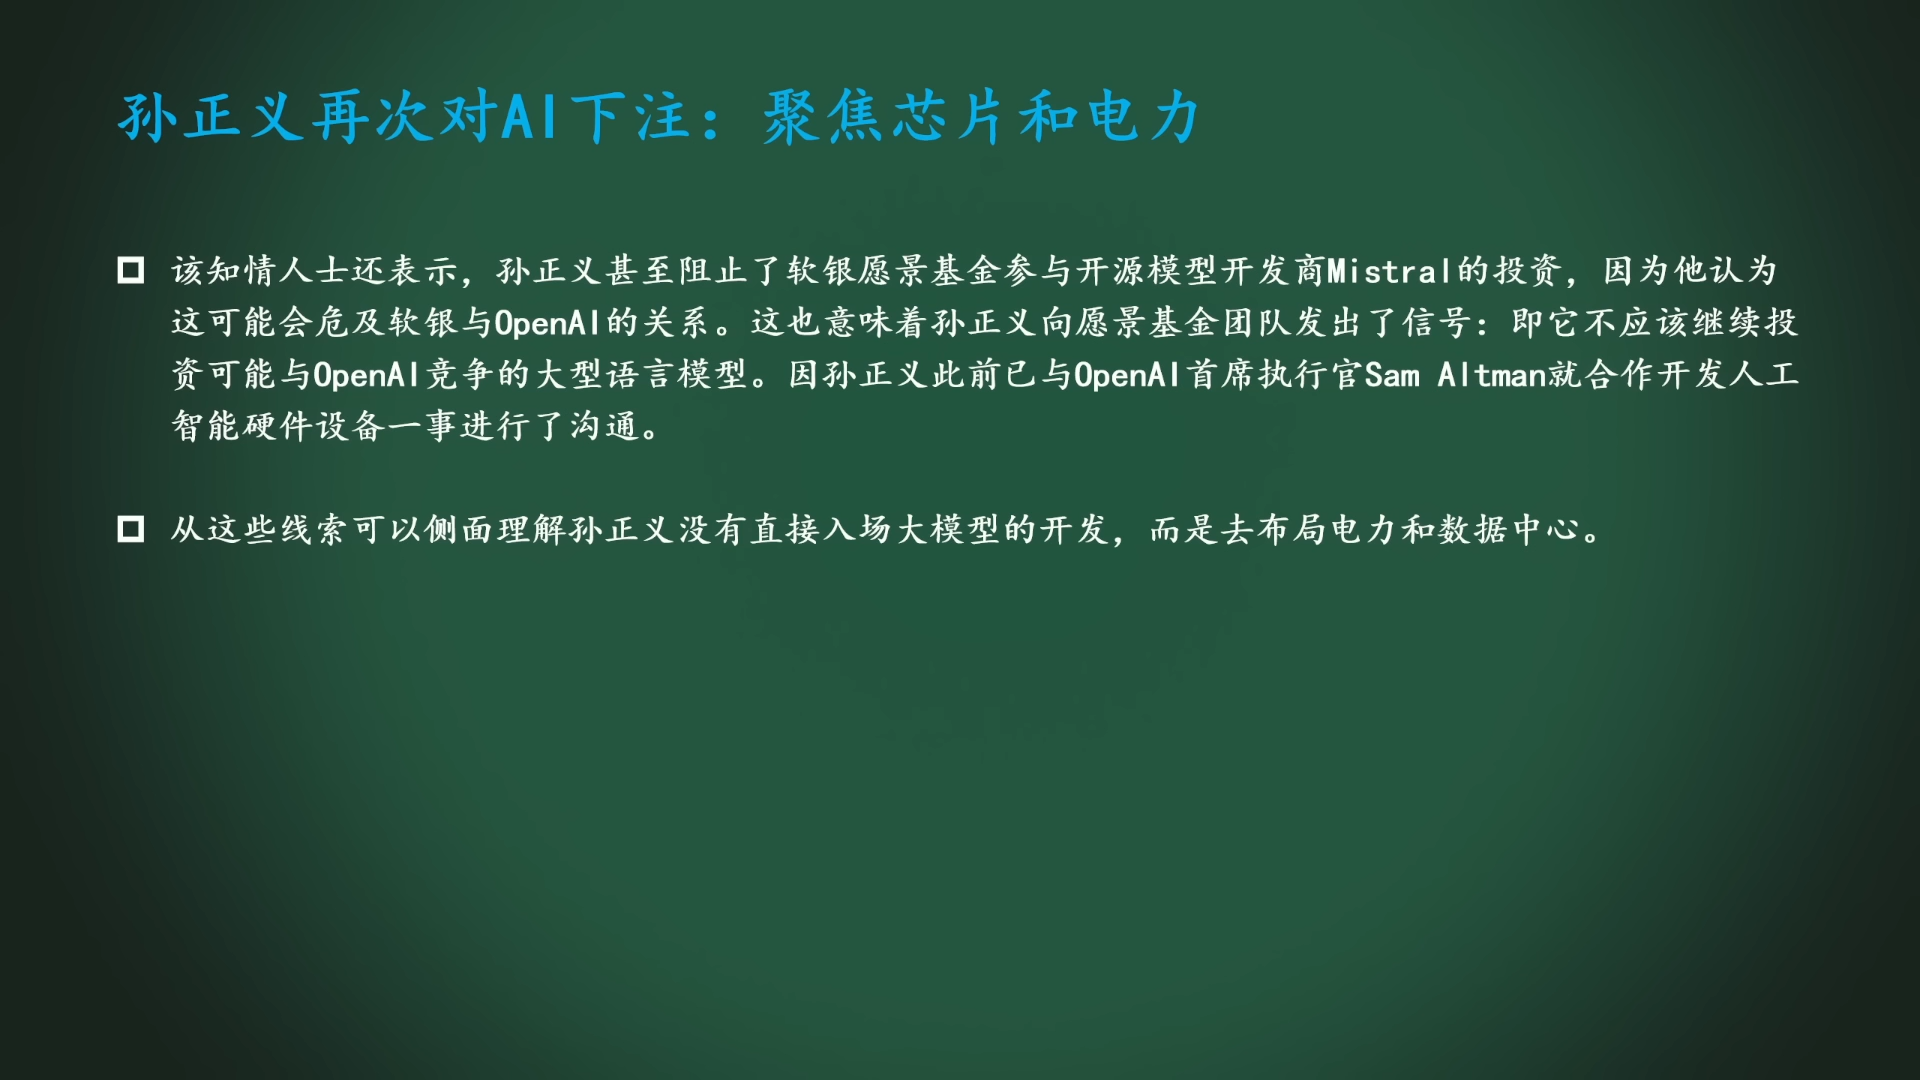 孙正义再次对AI下注：聚焦芯片和电力
该知情人士还表示，孙正义甚至阻止了软银愿景基金参与开源模型开发商Mistral的投资，因为他认为
这可能会危及软银与OpenAI的关系。这也意味着孙正义向愿景基金团队发出了信号：即它不应该继续投
资可能与OpenAI竞争的大型语言模型。因孙正义此前已与OpenAI首席执行官Sam Altman就合作开发人工
智能硬件设备一事进行了沟通。
从这些线索可以侧面理解孙正义没有直接入场大模型的开发，而是去布局电力和数据中心。